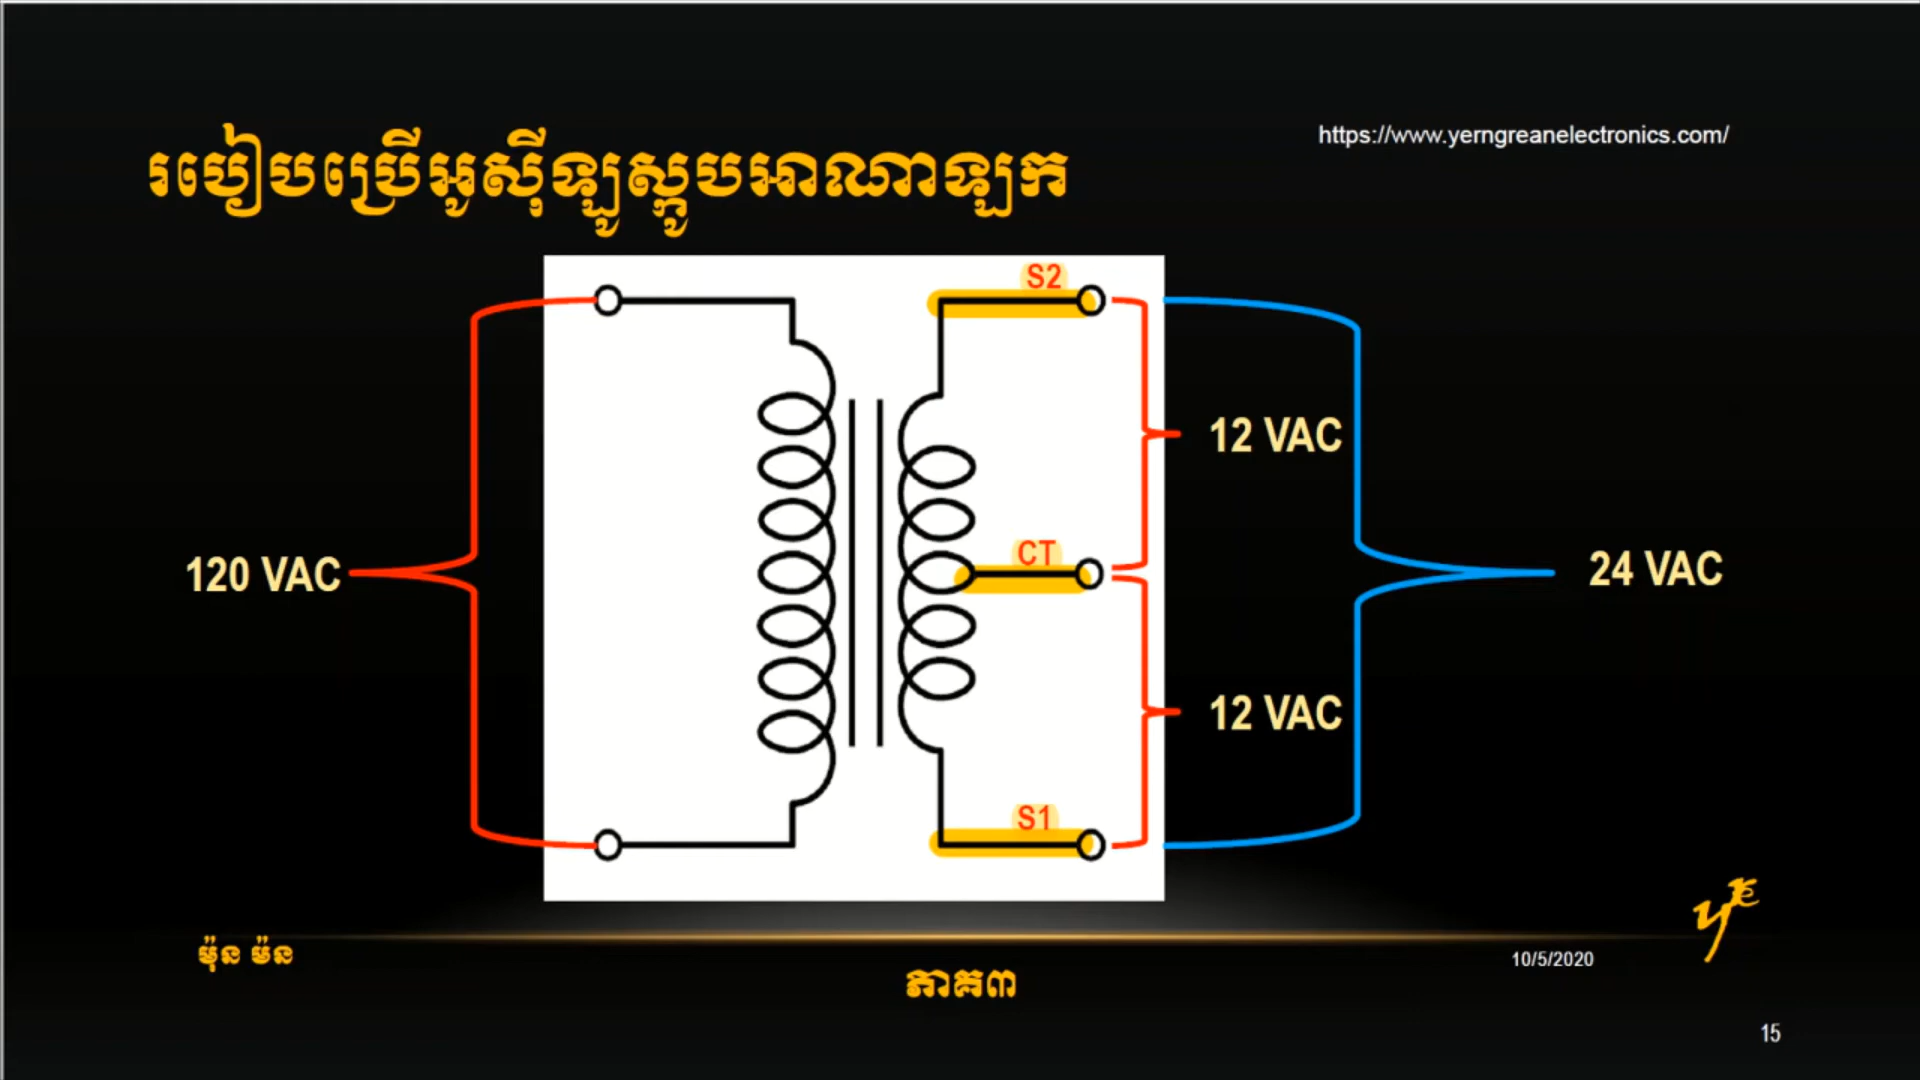 https://www.yerngreanelectronics.com/
របៀបប្រើអូស៊ីឡូស្កូបអាណាឡូក
S2
12 VAC
CT
120 VAC
24 VAC
12 VAC
S1
ម៉ុន ម៉ន
10/5/2020
ភាគ៣
15